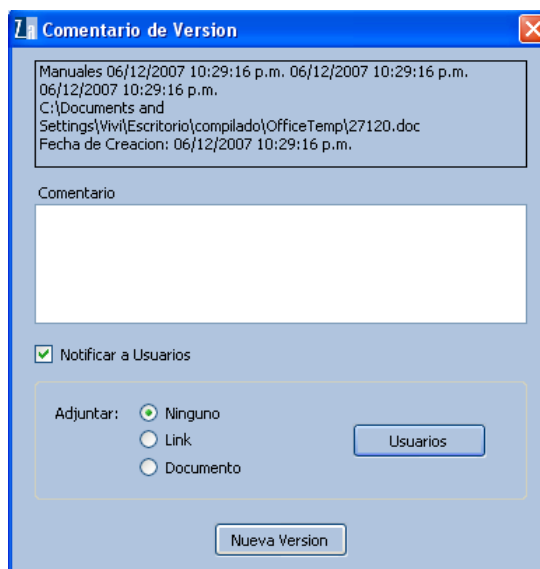 Za Comentario de Version
Manuales 06/12/2007 10:29:16 p.m. 06/12/2007 10:29:16 p.m.
06/12/2007 10:29:16 p.m.
C:\Documents and
Settings\Vivi\Escritorio\compilado\OfficeTemp\27120.doc
Fecha de Creacion: 06/12/2007 10:29:16 p.m.
Comentario
Notificar a Usuarios
Adjuntar:
Ninguno
Link
Documento
Usuarios
Nueva Version